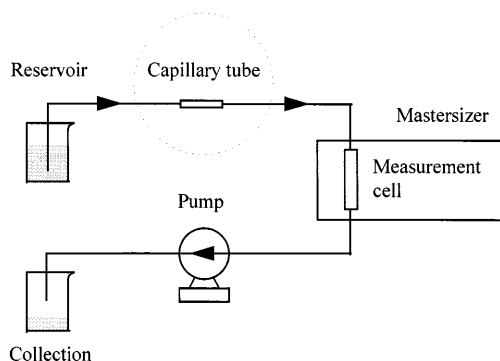 Reservoir
Capillary tube
Mastersizer
Measurement
cell
Pump
Collection